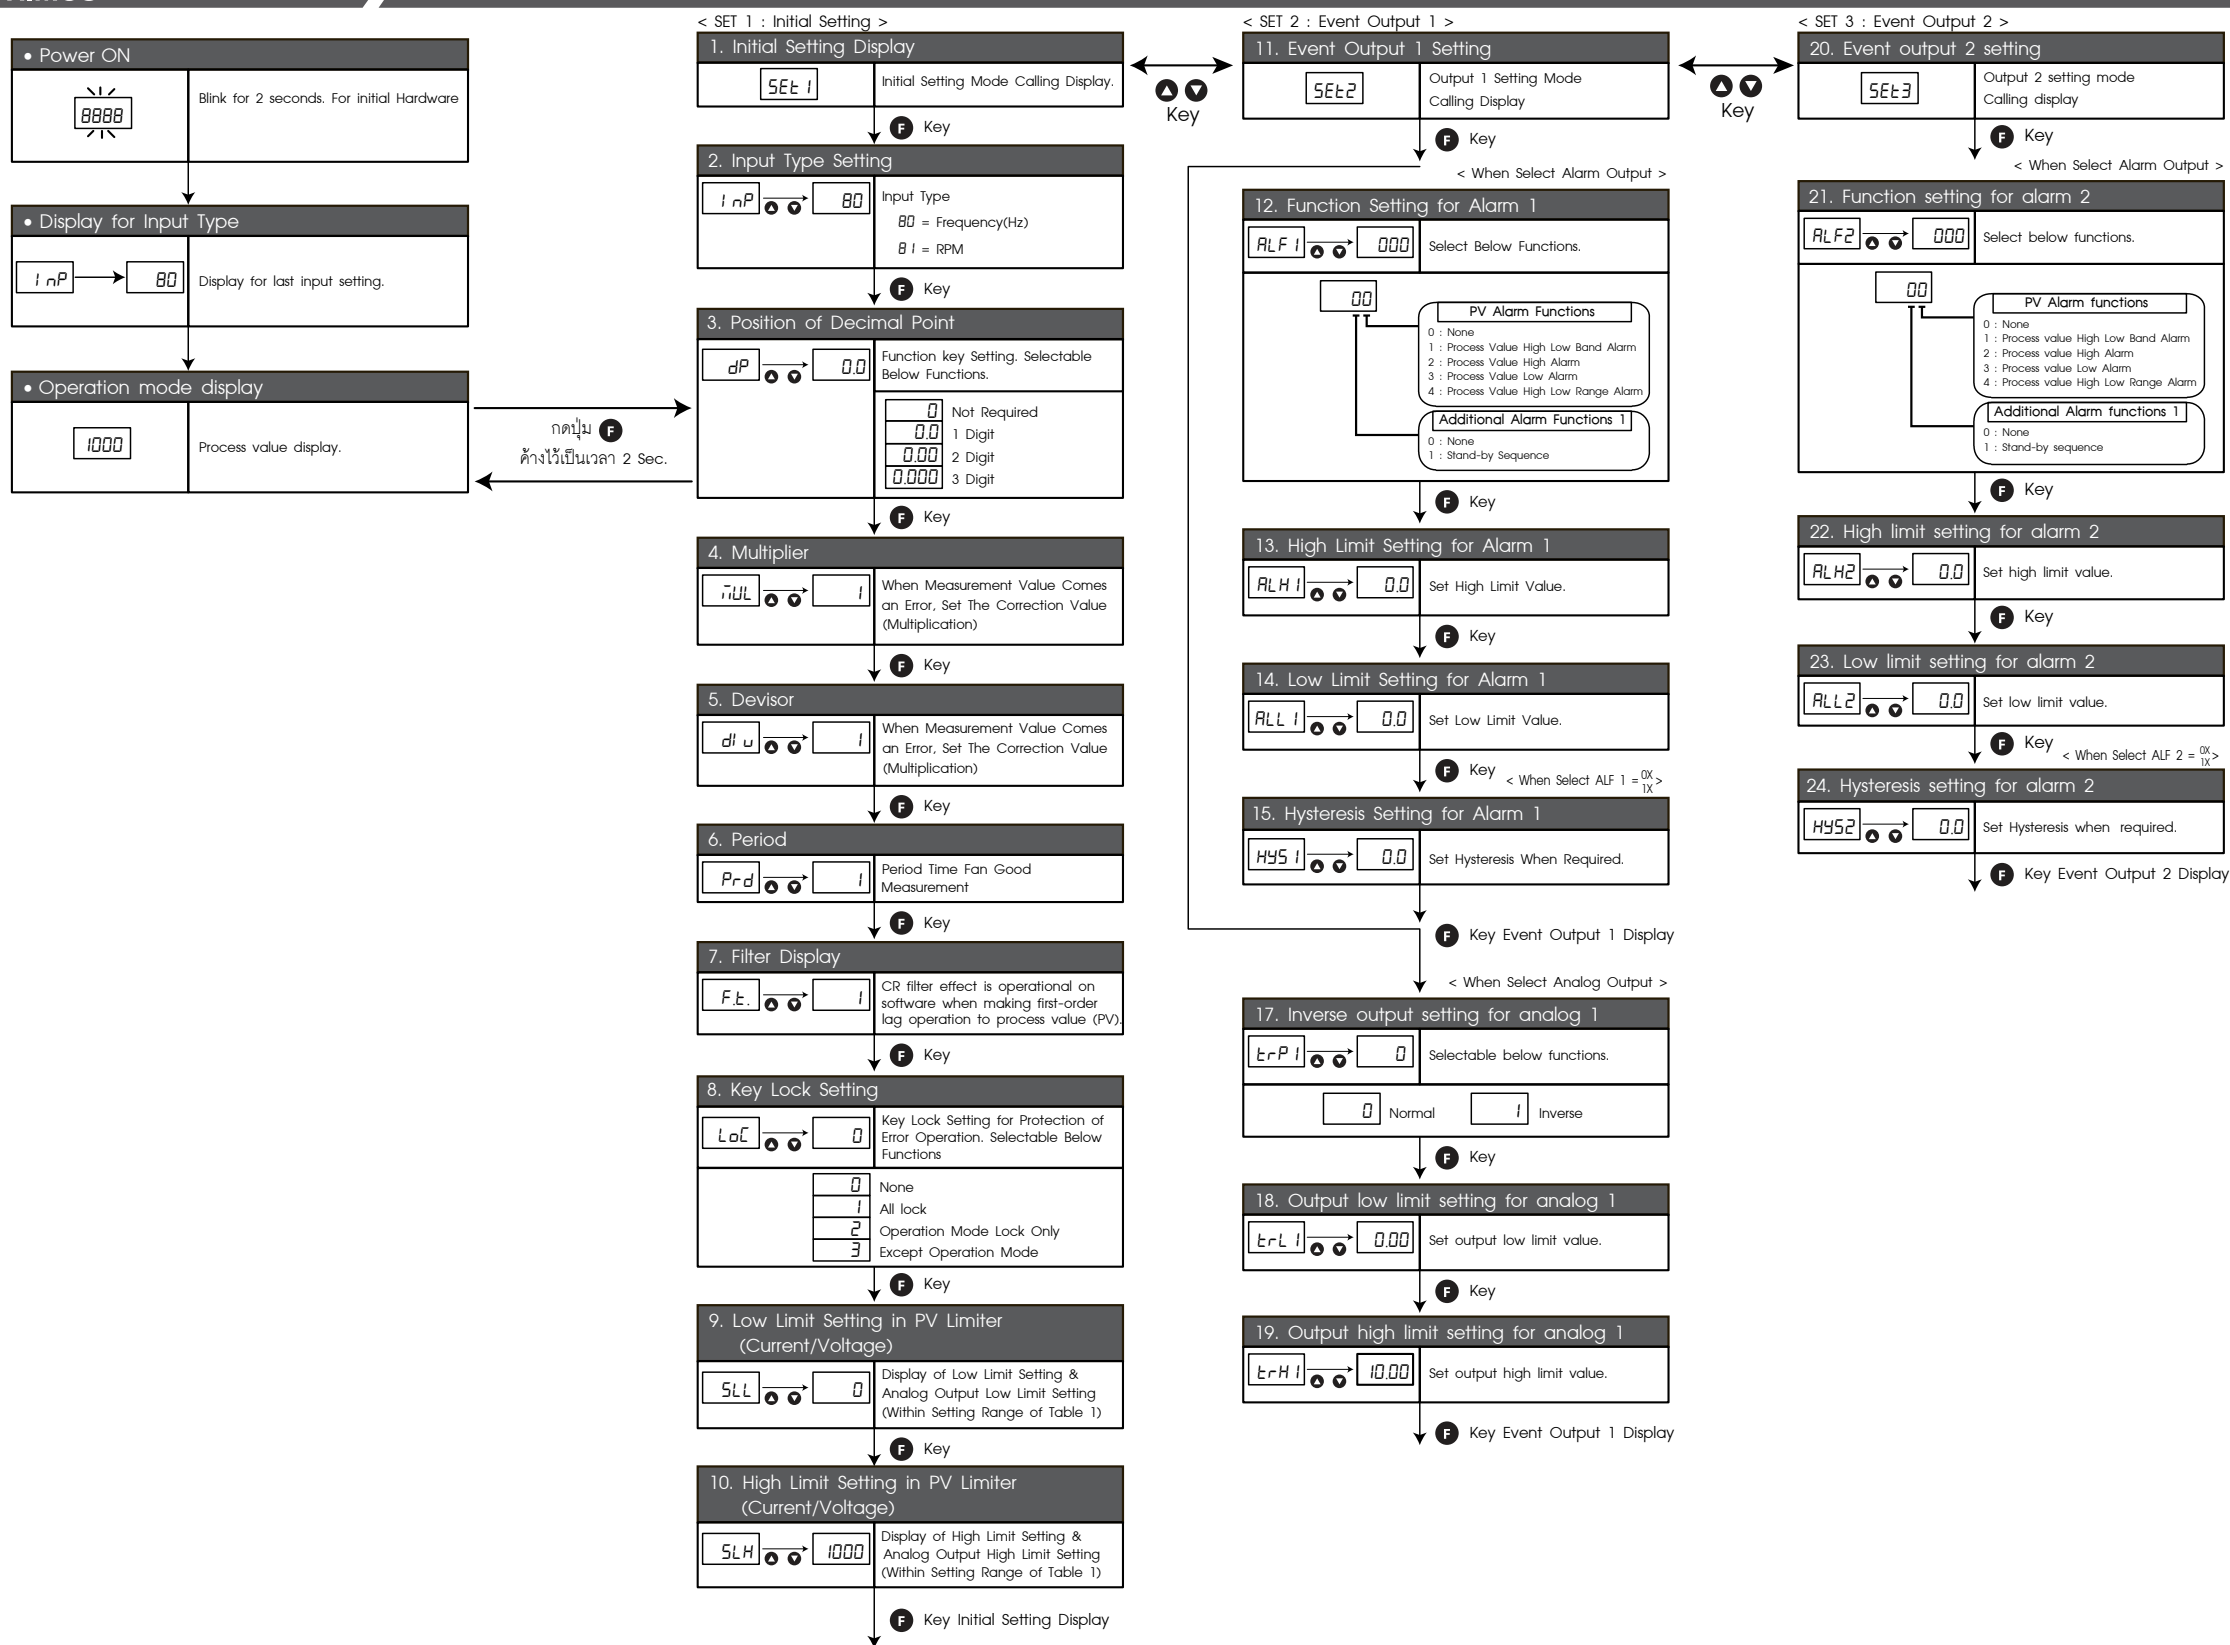 • Power ON
8888
Blink for 2 seconds. For initial Hardware
• Display for Input Type
InP
80
Display for last input setting.
• Operation mode display
1000
Process value display.
กดปุ่ม F
ค้างไว้เป็นเวลา 2 Sec.
< SET 1 : Initial Setting >
1. Initial Setting Display
SEt1
Initial Setting Mode Calling Display.
F Key
2. Input Type Setting
InP
80
Input Type
80 = Frequency(Hz)
81 = RPM
F Key
3. Position of Decimal Point
dP
0.0
Function key Setting. Selectable
Below Functions.
0 Not Required
0.0 1 Digit
0.00 2 Digit
0.000 3 Digit
F Key
4. Multiplier
MUL
1
When Measurement Value Comes
an Error, Set The Correction Value
(Multiplication)
F Key
5. Devisor
dIv
1
When Measurement Value Comes
an Error, Set The Correction Value
(Multiplication)
F Key
6. Period
Prd
1
Period Time Fan Good
Measurement
F Key
7. Filter Display
F.t.
1
CR filter effect is operational on
software when making first-order
lag operation to process value (PV).
F Key
8. Key Lock Setting
LoC
0
Key Lock Setting for Protection of
Error Operation. Selectable Below
Functions
0 None
1 All lock
2 Operation Mode Lock Only
3 Except Operation Mode
F Key
9. Low Limit Setting in PV Limiter
(Current/Voltage)
SLL
0
Display of Low Limit Setting &
Analog Output Low Limit Setting
(Within Setting Range of Table 1)
F Key
10. High Limit Setting in PV Limiter
(Current/Voltage)
SLH
1000
Display of High Limit Setting &
Analog Output High Limit Setting
(Within Setting Range of Table 1)
F Key Initial Setting Display
Key
< SET 2 : Event Output 1 >
11. Event Output 1 Setting
SEt2
Output 1 Setting Mode
Calling Display
F Key
< When Select Alarm Output >
12. Function Setting for Alarm 1
ALF1
000
Select Below Functions.
00
PV Alarm Functions
0 : None
1 : Process Value High Low Band Alarm
2 : Process Value High Alarm
3 : Process Value Low Alarm
4 : Process Value High Low Range Alarm
Additional Alarm Functions 1
0 : None
1 : Stand-by Sequence
F Key
13. High Limit Setting for Alarm 1
ALH1
0.0
Set High Limit Value.
F Key
14. Low Limit Setting for Alarm 1
ALL1
0.0
Set Low Limit Value.
F Key
< When Select ALF 1 = 0X 1X >
15. Hysteresis Setting for Alarm 1
HYS1
0.0
Set Hysteresis When Required.
F Key Event Output 1 Display
< When Select Analog Output >
17. Inverse output setting for analog 1
trP1
0
Selectable below functions.
0 Normal
1 Inverse
F Key
18. Output low limit setting for analog 1
trL1
0.00
Set output low limit value.
F Key
19. Output high limit setting for analog 1
trH1
10.00
Set output high limit value.
F Key Event Output 1 Display
Key
< SET 3 : Event Output 2 >
20. Event output 2 setting
SEt3
Output 2 setting mode
Calling display
F Key
< When Select Alarm Output >
21. Function setting for alarm 2
ALF2
000
Select below functions.
00
PV Alarm functions
0 : None
1 : Process value High Low Band Alarm
2 : Process value High Alarm
3 : Process value Low Alarm
4 : Process value High Low Range Alarm
Additional Alarm functions 1
0 : None
1 : Stand-by sequence
F Key
22. High limit setting for alarm 2
ALH2
0.0
Set high limit value.
F Key
23. Low limit setting for alarm 2
ALL2
0.0
Set low limit value.
F Key
< When Select ALF 2 = 0X 1X >
24. Hysteresis setting for alarm 2
HYS2
0.0
Set Hysteresis when required.
F Key Event Output 2 Display